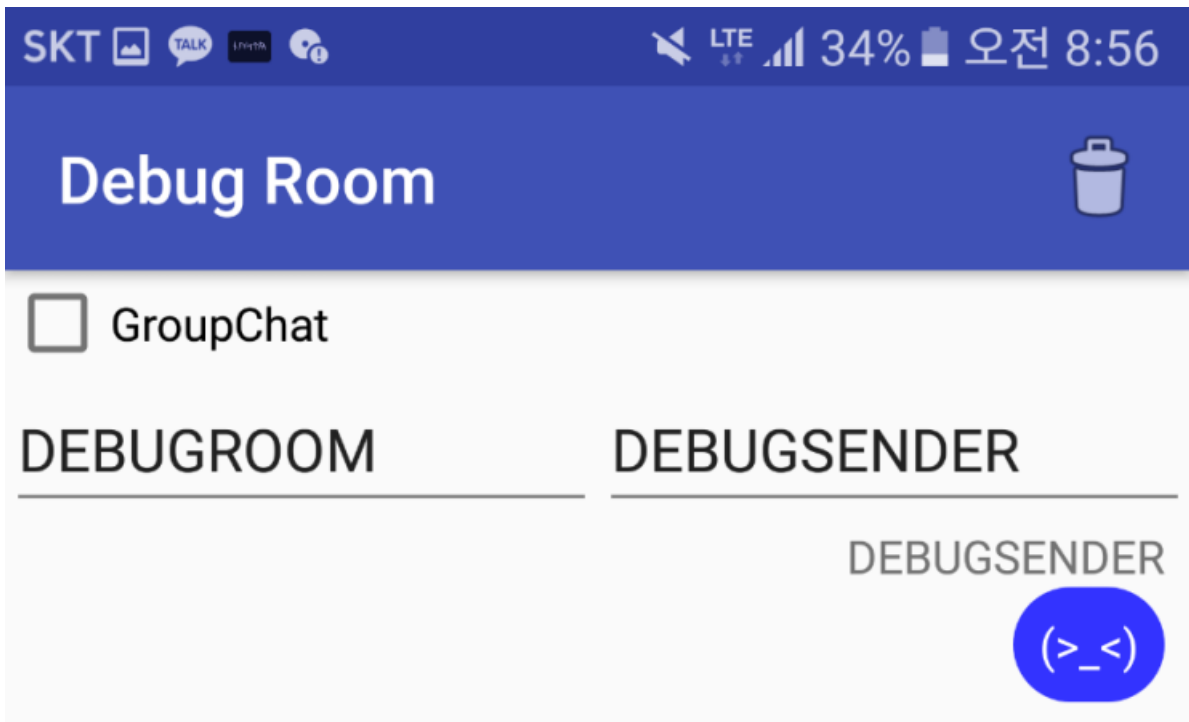 SKT TALK LTE 34% 오전 8:56
Debug Room
GroupChat
DEBUGROOM DEBUGSENDER
DEBUGSENDER
(>_<)